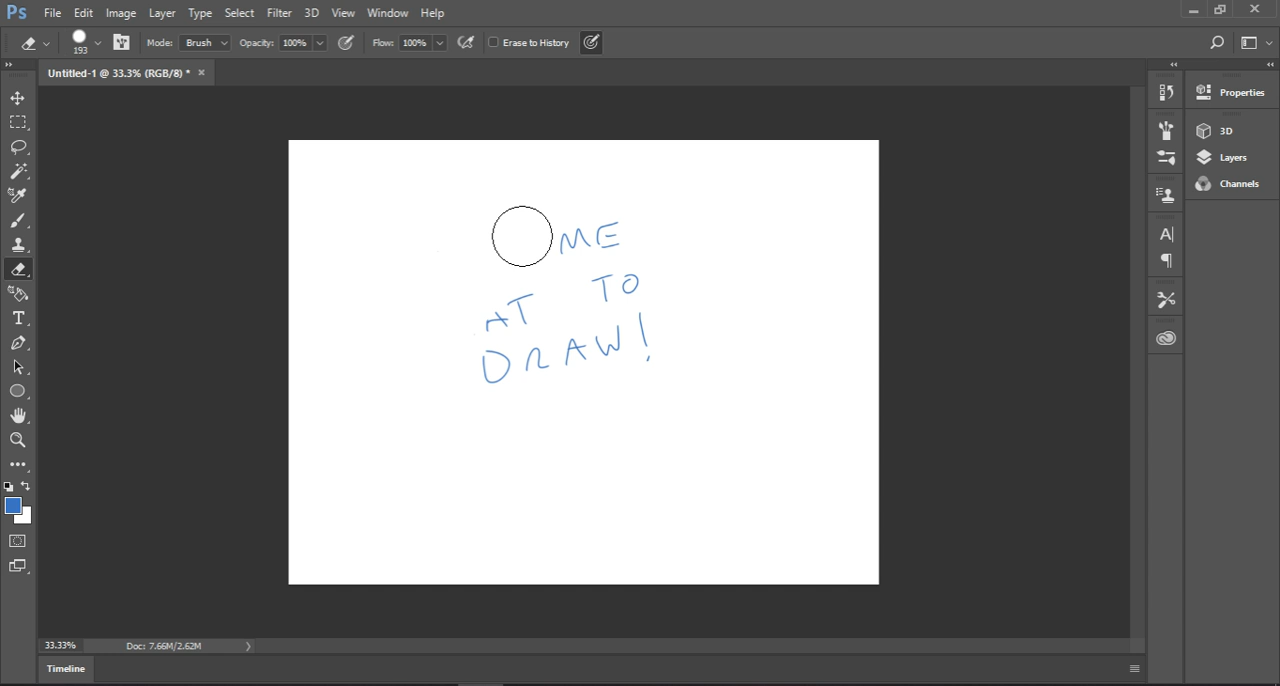 Ps File Edit Image Layer Type Select Filter 3D View Window Help
193 Mode: Brush Opacity: 100% Flow: 100% Erase to History
Untitled-1 @ 33.3% (RGB/8) * ×
Properties
3D
Layers
Channels
ME
AT TO
DRAW!
33.33% Doc: 7.66M/2.62M
Timeline